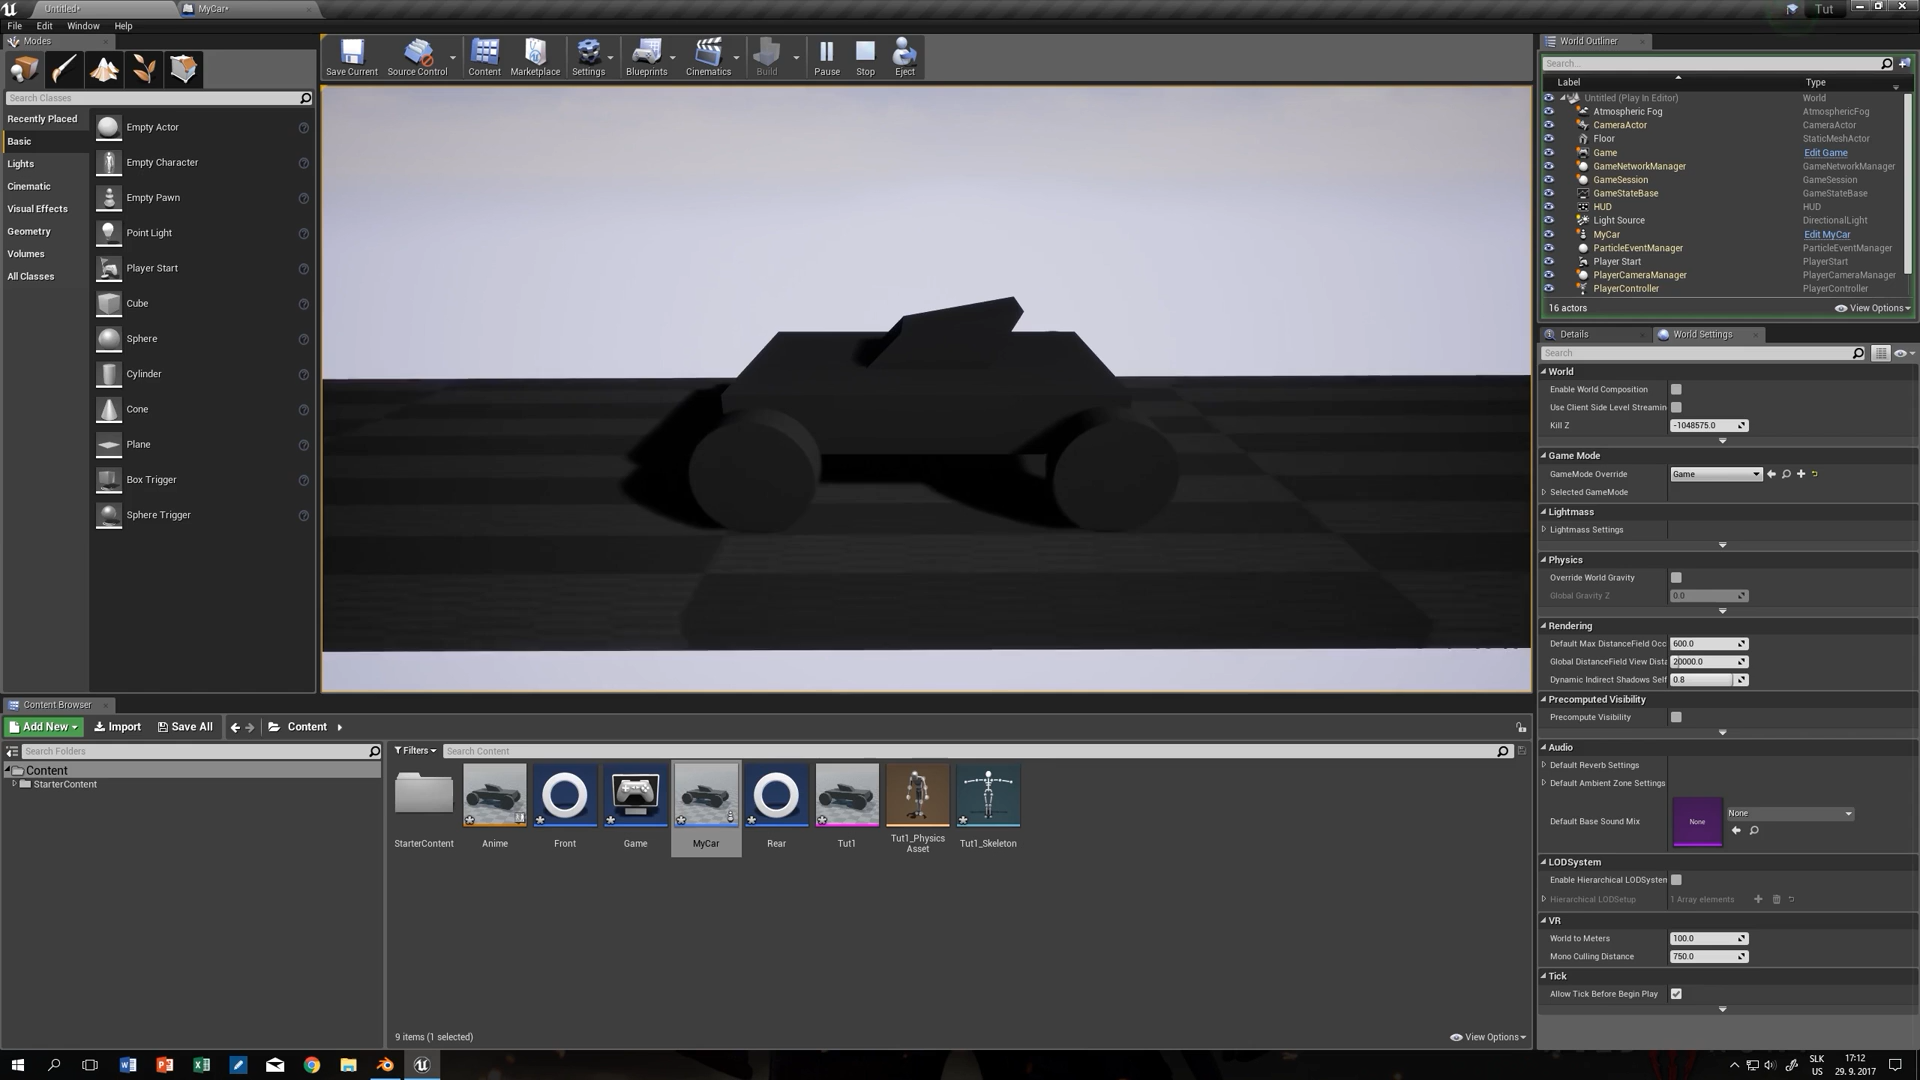 Untitled*
MyCar*
Tut
File Edit Window Help
Modes
Search Classes
Recently Placed
Basic
Lights
Cinematic
Visual Effects
Geometry
Volumes
All Classes
Empty Actor
Empty Character
Empty Pawn
Point Light
Player Start
Cube
Sphere
Cylinder
Cone
Plane
Box Trigger
Sphere Trigger
Save Current
Source Control
Content
Marketplace
Settings
Blueprints
Cinematics
Build
Pause
Stop
Eject
World Outliner
Search...
Label Type
Untitled (Play In Editor) World
Atmospheric Fog AtmosphericFog
CameraActor CameraActor
Floor StaticMeshActor
Game Edit Game
GameNetworkManager GameNetworkManager
GameSession GameSession
GameStateBase GameStateBase
HUD HUD
Light Source DirectionalLight
MyCar Edit MyCar
ParticleEventManager ParticleEventManager
Player Start PlayerStart
PlayerCameraManager PlayerCameraManager
PlayerController PlayerController
16 actors View Options
Details World Settings
Search
World
Enable World Composition
Use Client Side Level Streamin
Kill Z -1048575.0
Game Mode
GameMode Override Game
Selected GameMode
Lightmass
Lightmass Settings
Physics
Override World Gravity
Global Gravity Z 0.0
Rendering
Default Max DistanceField Occ 600.0
Global DistanceField View Dista 20000.0
Dynamic Indirect Shadows Self 0.8
Precomputed Visibility
Precompute Visibility
Audio
Default Reverb Settings
Default Ambient Zone Settings
Default Base Sound Mix None None
LODSystem
Enable Hierarchical LODSystem
Hierarchical LODSetup 1 Array elements
VR
World to Meters 100.0
Mono Culling Distance 750.0
Tick
Allow Tick Before Begin Play
Content Browser
Add New Import Save All Content
Search Folders
Content
StarterContent
Filters Search Content
StarterContent
Anime
Front
Game
MyCar
Rear
Tut1
Tut1_Physics
Asset
Tut1_Skeleton
9 items (1 selected) View Options
SLK
US
17:12
29. 9. 2017